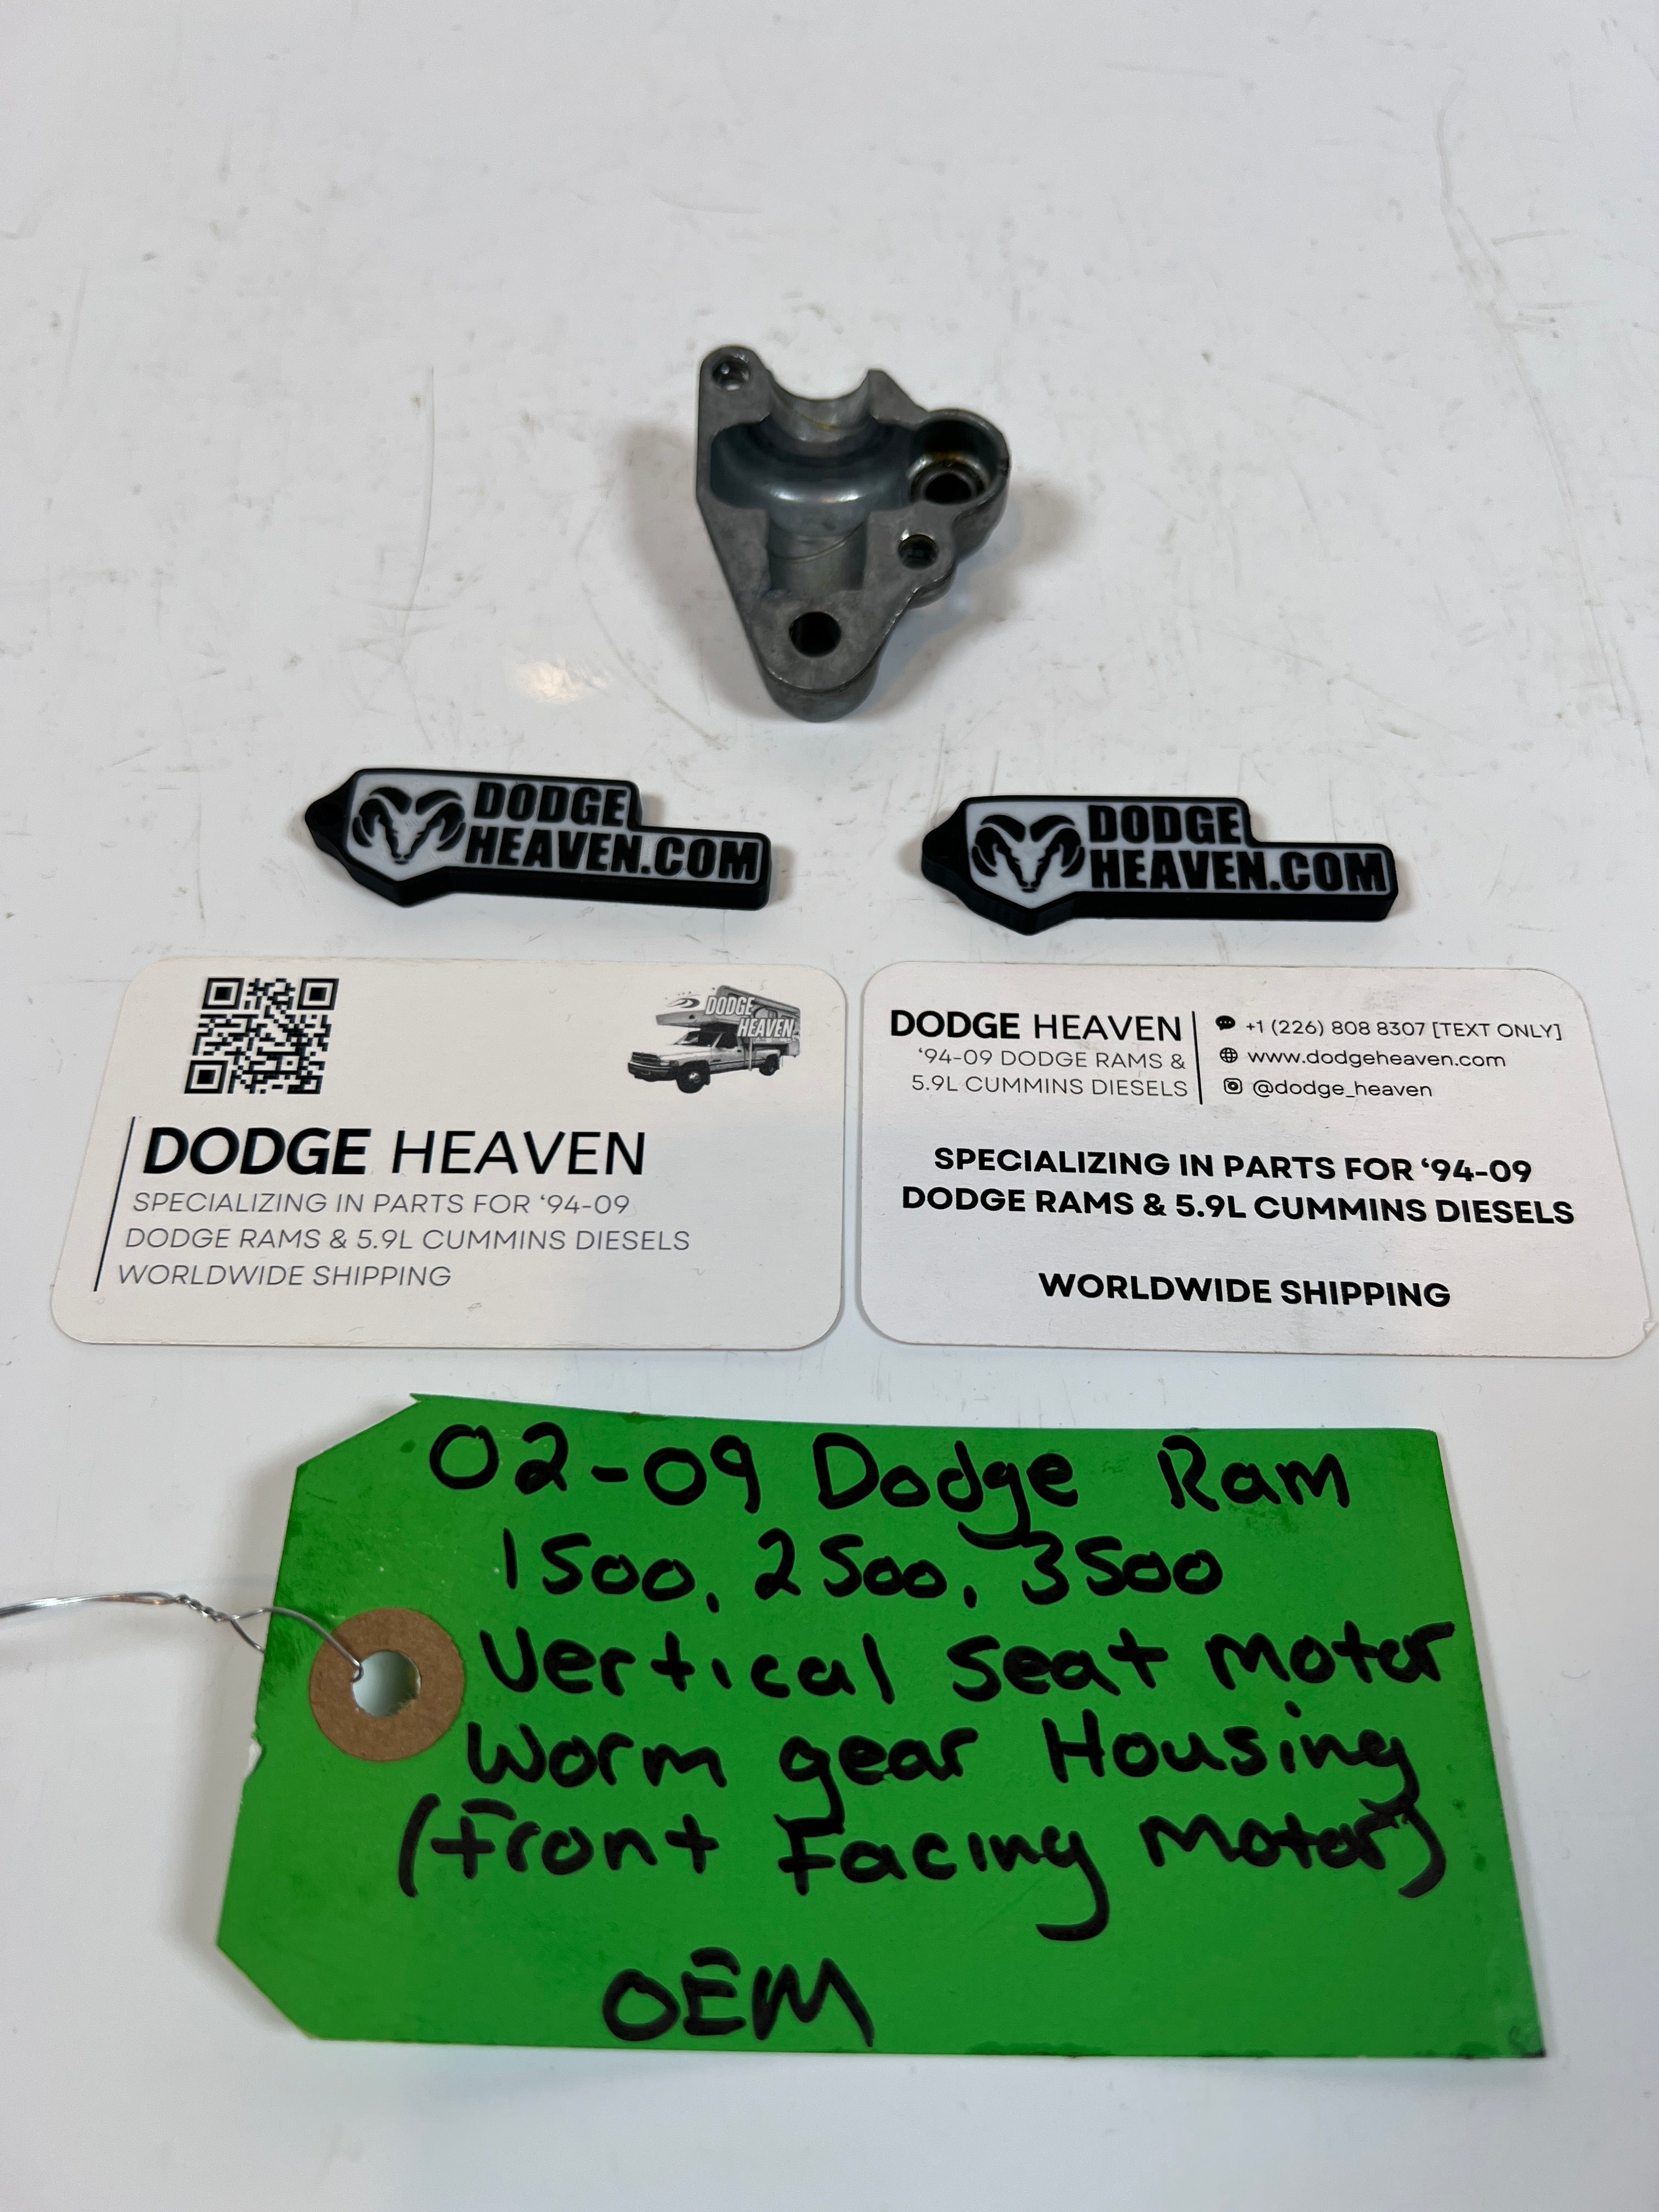 DODGE
HEAVEN.COM
DODGE
HEAVEN.COM
DODGE
HEAVEN
DODGE HEAVEN
SPECIALIZING IN PARTS FOR ‘94-09
DODGE RAMS & 5.9L CUMMINS DIESELS
WORLDWIDE SHIPPING
DODGE HEAVEN
‘94-09 DODGE RAMS &
5.9L CUMMINS DIESELS
+1 (226) 808 8307 [TEXT ONLY]
www.dodgeheaven.com
@dodge_heaven
SPECIALIZING IN PARTS FOR ‘94-09
DODGE RAMS & 5.9L CUMMINS DIESELS
WORLDWIDE SHIPPING
02-09 Dodge Ram
1500, 2500, 3500
Vertical seat motor
Worm gear Housing
(Front Facing motor)
OEM